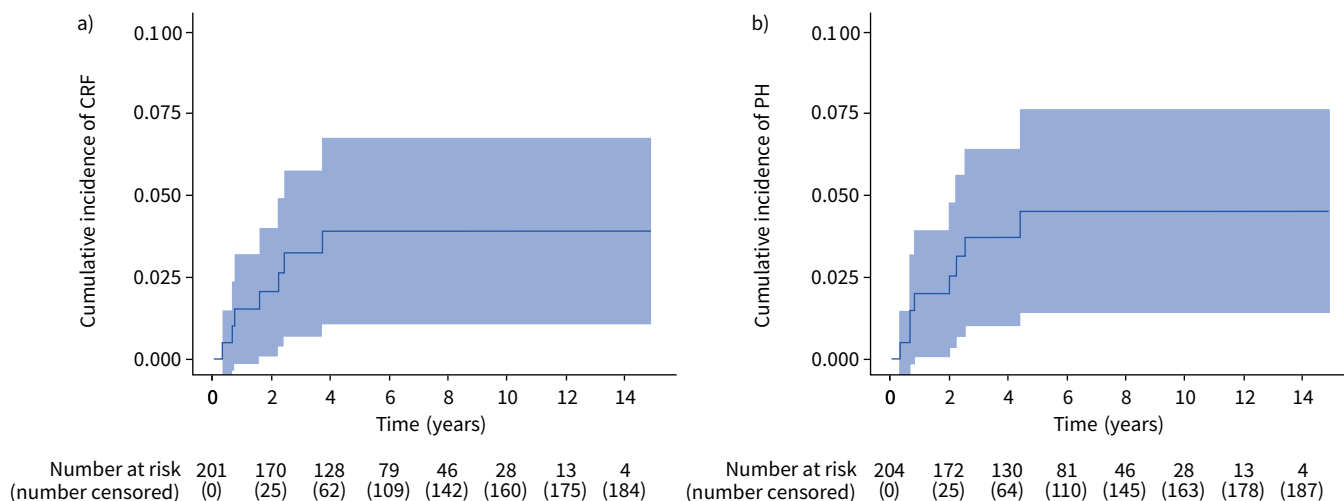 a)
Cumulative incidence of CRF
0.100
0.075
0.050
0.025
0.000
0 2 4 6 8 10 12 14
Time (years)
Number at risk 201 170 128 79 46 28 13 4
(number censored) (0) (25) (62) (109) (142) (160) (175) (184)
b)
Cumulative incidence of PH
0.100
0.075
0.050
0.025
0.000
0 2 4 6 8 10 12 14
Time (years)
Number at risk 204 172 130 81 46 28 13 4
(number censored) (0) (25) (64) (110) (145) (163) (178) (187)